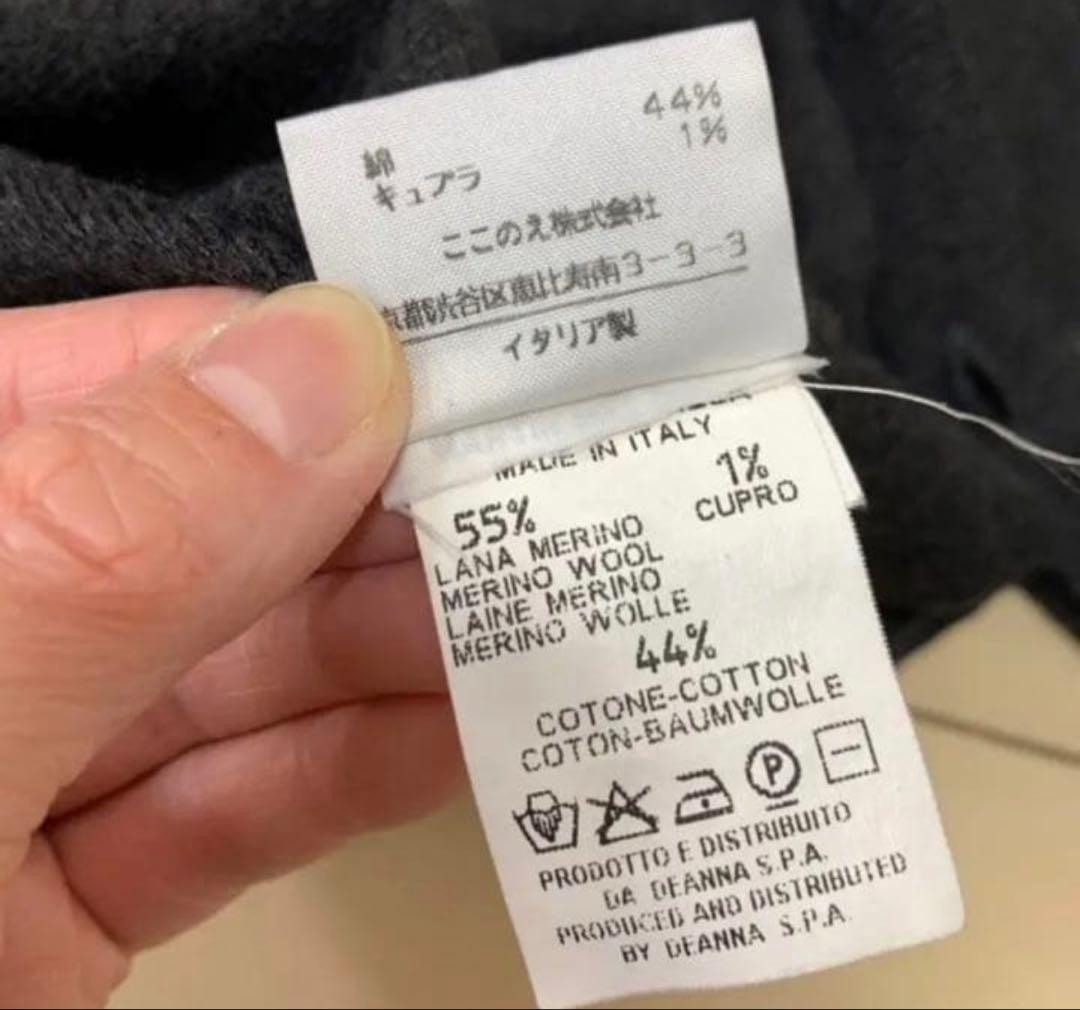 綿 44%
キュプラ 1%
ここのえ株式会社
京都渋谷区恵比寿南3-3-3
イタリア製
MADE IN ITALY
55% 1%
CUPRO
LANA MERINO
MERINO WOOL
LAINE MERINO
MERINO WOLLE
44%
COTONE-COTTON
COTON-BAUMWOLLE
P
PRODOTTO E DISTRIBUITO
DA DEANNA S.P.A.
PRODUCED AND DISTRIBUTED
BY DEANNA S.P.A.